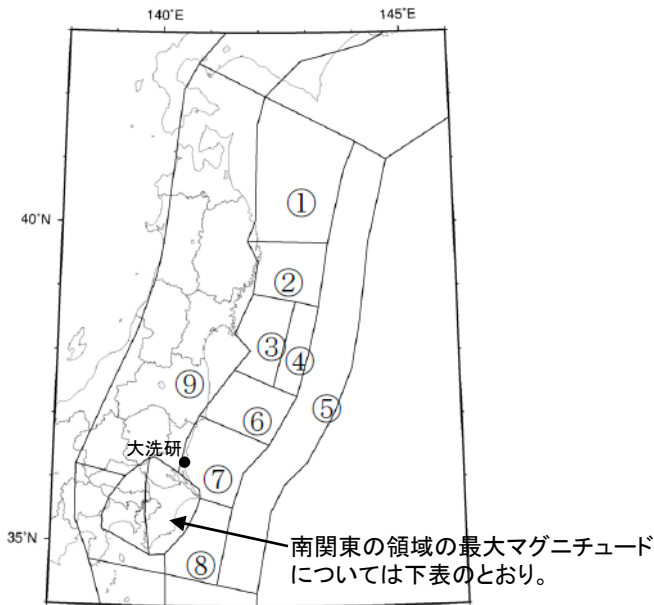 140˚E
145˚E
①
40˚N
②
③
④
⑨
⑤
⑥
大洗研
⑦
35˚N
南関東の領域の最大マグニチュード
については下表のとおり。
⑧